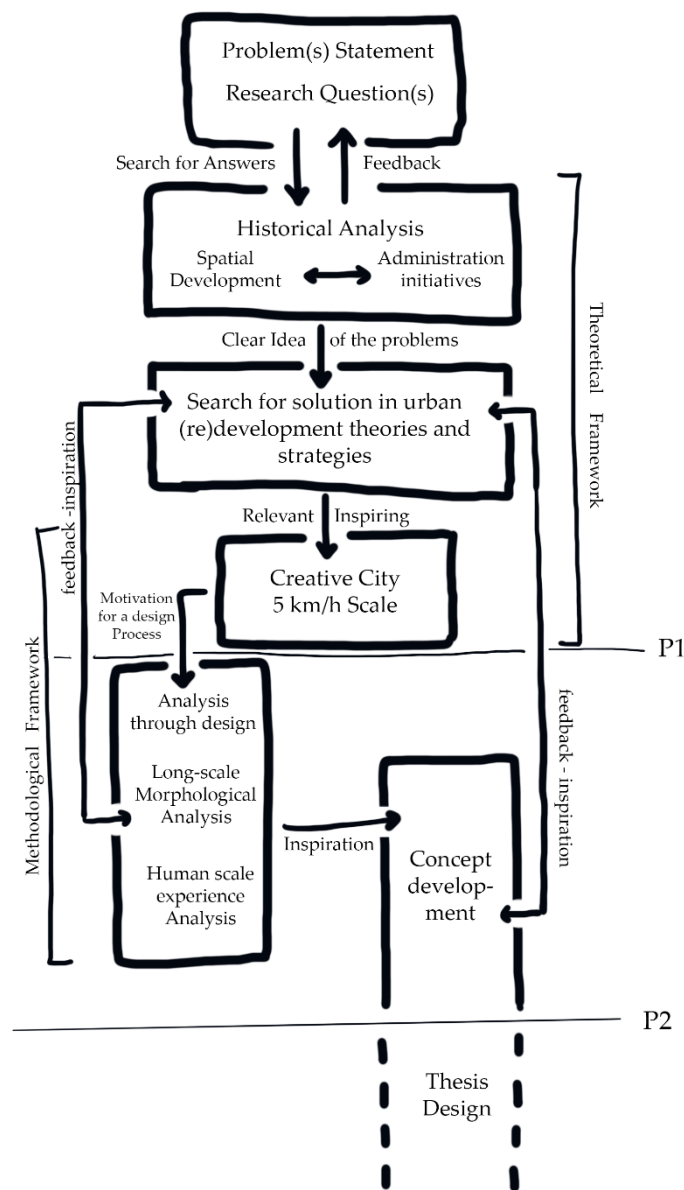 Problem(s) Statement
Research Question(s)
Search for Answers
Feedback
Historical Analysis
Spatial
Development
Administration
initiatives
Clear Idea
of the problems
Search for solution in urban
(re)development theories and
strategies
Relevant
Inspiring
Creative City
5 km/h Scale
Theoretical Framework
feedback -inspiration
Motivation
for a design
Process
P1
Methodological Framework
Analysis
through design
Long-scale
Morphological
Analysis
Human scale
experience
Analysis
Inspiration
Concept
develop-
ment
feedback - inspiration
P2
Thesis
Design